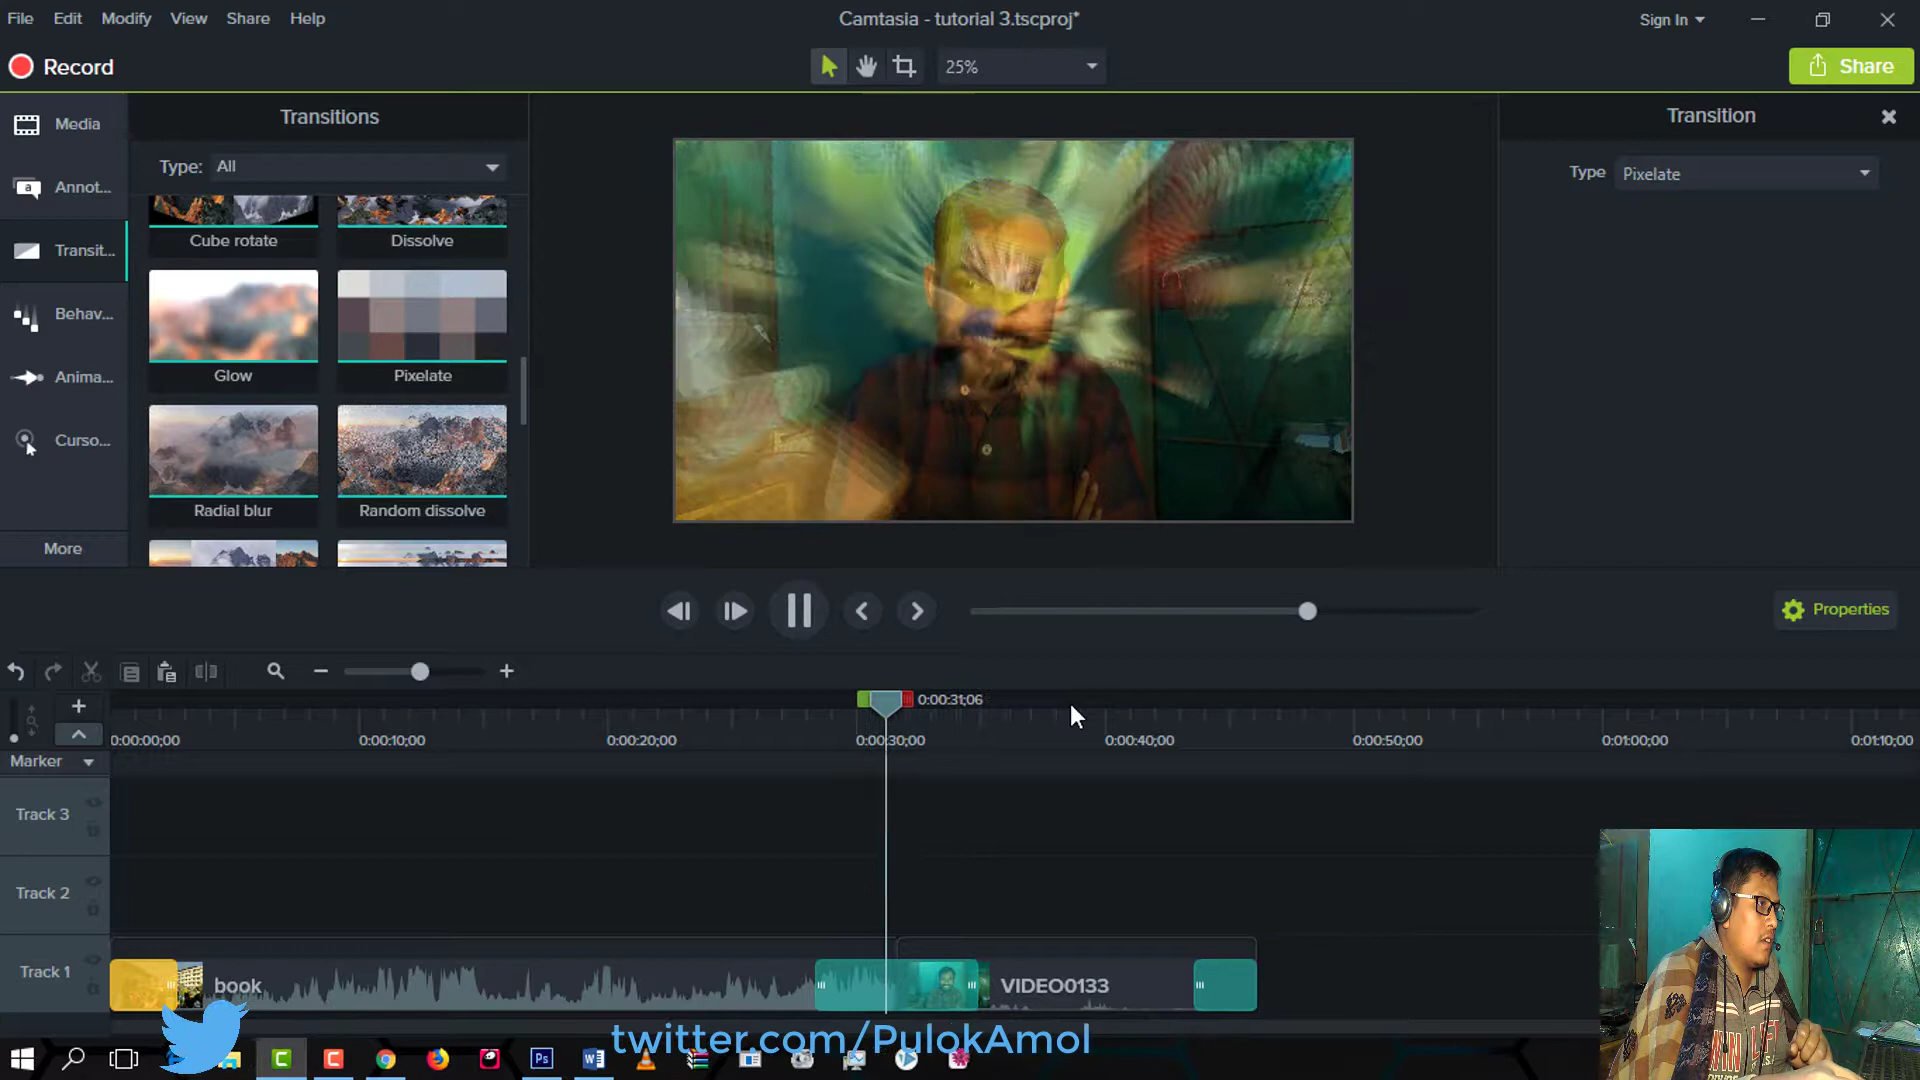 File Edit Modify View Share Help
Camtasia - tutorial 3.tscproj*
Sign In
Record
25%
Share
Media
Annot...
Transit...
Behav...
Anima...
Curso...
More
Transitions
Type: All
Cube rotate Dissolve
Glow Pixelate
Radial blur Random dissolve
Transition
Type Pixelate
Properties
0:00:31;06
0:00:00;00 0:00:10;00 0:00:20;00 0:00:30;00 0:00:40;00 0:00:50;00 0:01:00;00 0:01:10;00
Marker
Track 3
Track 2
Track 1
book
VIDEO0133
twitter.com/PulokAmol